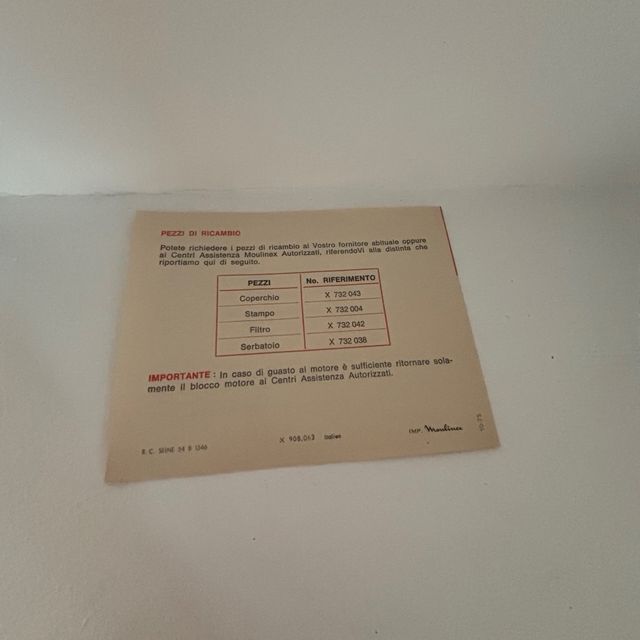 PEZZI DI RICAMBIO
Potete richiedere i pezzi di ricambio al Vostro fornitore abituale oppure
ai Centri Assistenza Moulinex Autorizzati, riferendoVi alla distinta che
riportiamo qui di seguito.
PEZZI No. RIFERIMENTO
Coperchio X 732 043
Stampo X 732 004
Filtro X 732 042
Serbatoio X 732 038
IMPORTANTE : In caso di guasto al motore è sufficiente ritornare sola-
mente il blocco motore ai Centri Assistenza Autorizzati.
R. C. SEINE 54 B 1546
X 908.063 Italien
IMP. Moulinex
10-75